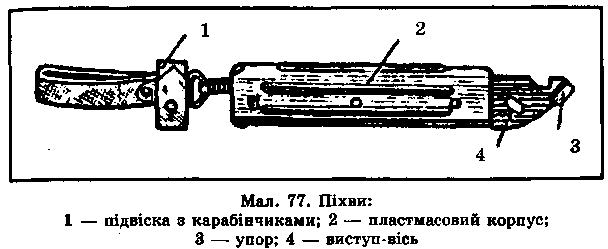 1
2
3
4
Мал. 77. Піхви:
1 — підвіска з карабінчиками; 2 — пластмасовий корпус;
3 — упор; 4 — виступ-вісь